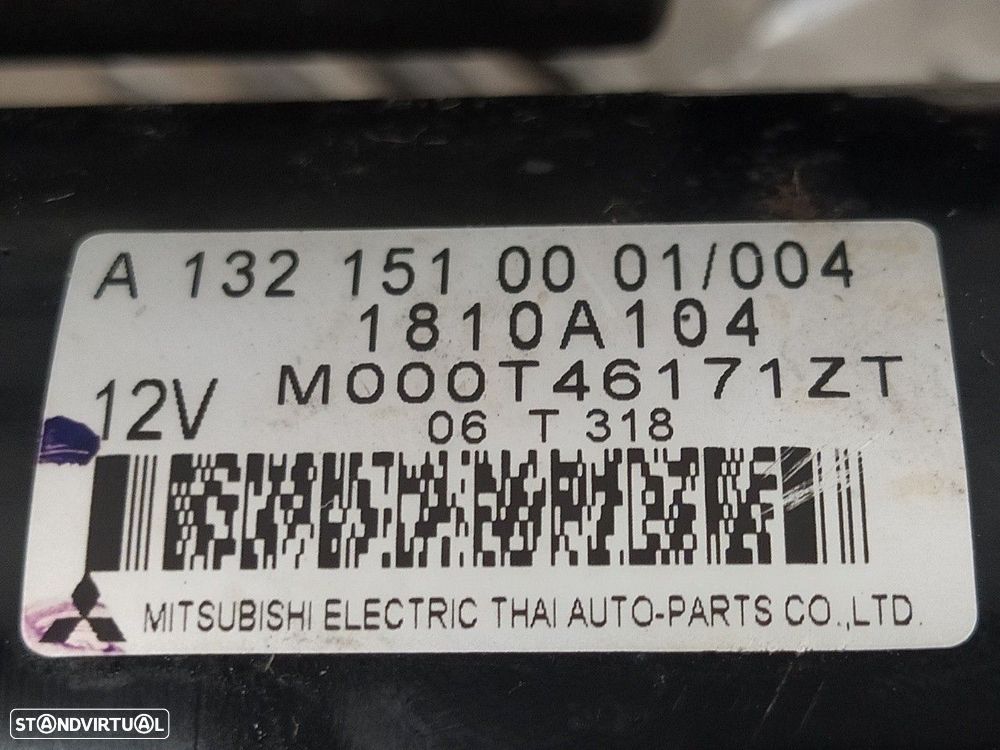 A 132 151 00 01/004
1810A104
M000T46171ZT
12V
06 T 318
MITSUBISHI ELECTRIC THAI AUTO-PARTS CO.,LTD.
STANDVIRTUAL